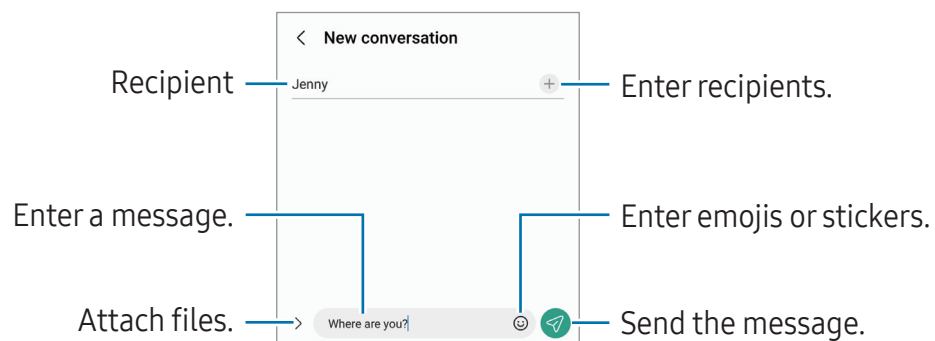 New conversation
Recipient
Jenny
Enter recipients.
Enter a message.
Enter emojis or stickers.
Attach files.
Where are you?
Send the message.